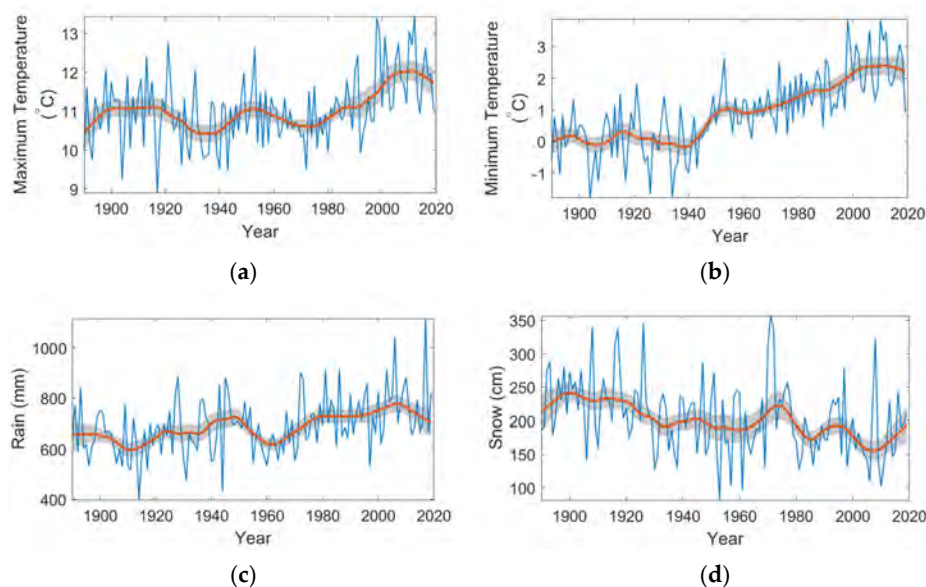 Maximum Temperature
(°C)
13
12
11
10
9
1900 1920 1940 1960 1980 2000 2020
Year
(a)
Minimum Temperature
(°C)
3
2
1
0
−1
1900 1920 1940 1960 1980 2000 2020
Year
(b)
Rain (mm)
1000
800
600
400
1900 1920 1940 1960 1980 2000 2020
Year
(c)
Snow (cm)
350
300
250
200
150
100
1900 1920 1940 1960 1980 2000 2020
Year
(d)